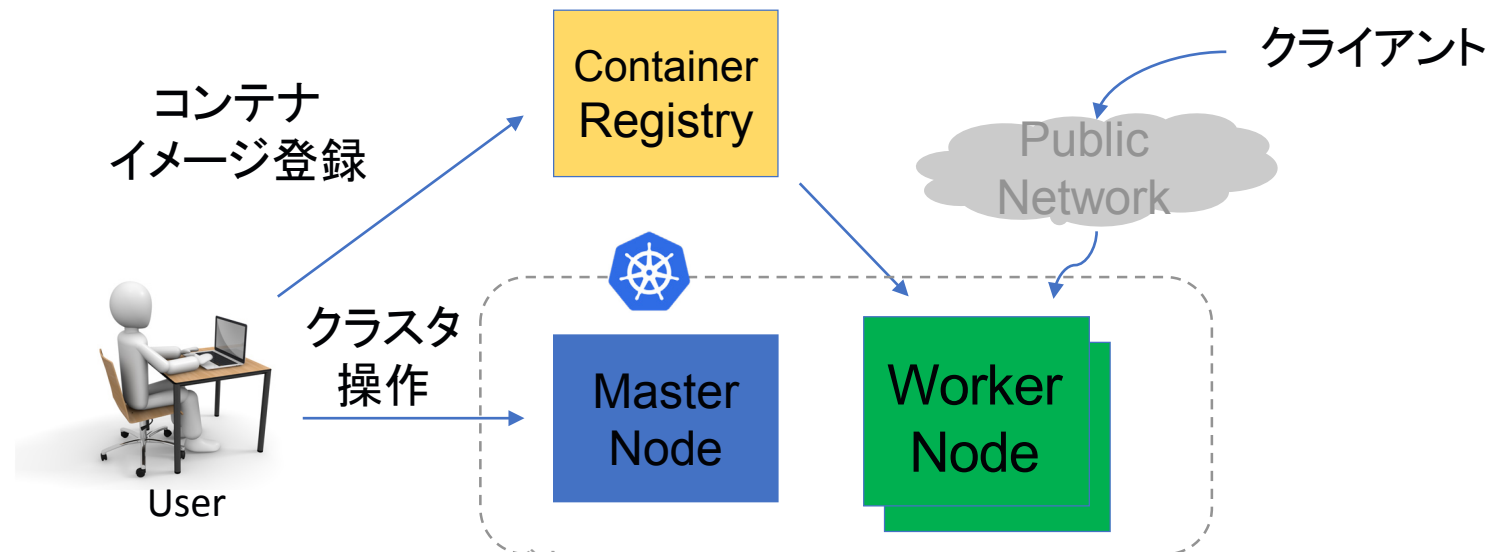 コンテナ
イメージ登録
Container
Registry
クライアント
Public
Network
クラスタ
操作
Master
Node
Worker
Node
User